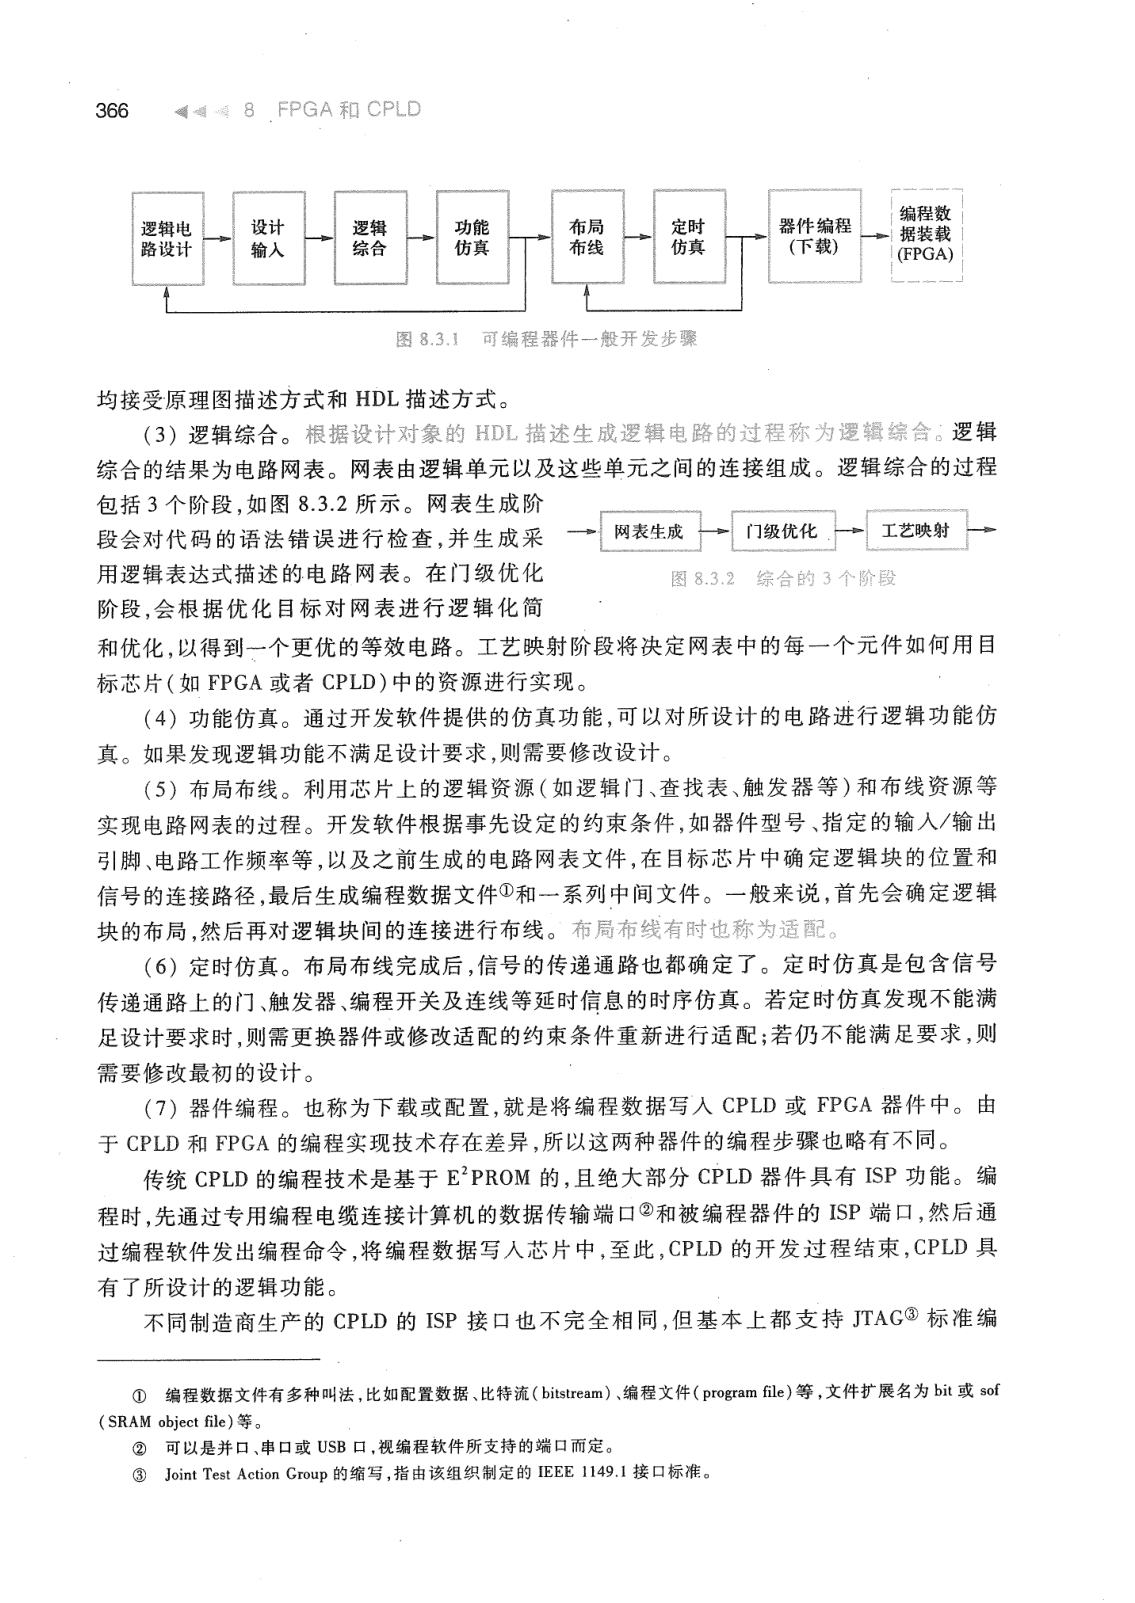 366 8 FPGA 和 CPLD
逻辑电
路设计
设计
输入
逻辑
综合
功能
仿真
布局
布线
定时
仿真
器件编程
(下载)
编程数
据装载
(FPGA)
图 8.3.1 可编程器件一般开发步骤
均接受原理图描述方式和 HDL 描述方式。
(3) 逻辑综合。根据设计对象的 HDL 描述生成逻辑电路的过程称为逻辑综合。逻辑
综合的结果为电路网表。网表由逻辑单元以及这些单元之间的连接组成。逻辑综合的过程
包括 3 个阶段,如图 8.3.2 所示。网表生成阶
段会对代码的语法错误进行检查,并生成采
用逻辑表达式描述的电路网表。在门级优化
阶段,会根据优化目标对网表进行逻辑化简
网表生成
门级优化
工艺映射
图 8.3.2 综合的 3 个阶段
和优化,以得到一个更优的等效电路。工艺映射阶段将决定网表中的每一个元件如何用目
标芯片(如 FPGA 或者 CPLD)中的资源进行实现。
(4) 功能仿真。通过开发软件提供的仿真功能,可以对所设计的电路进行逻辑功能仿
真。如果发现逻辑功能不满足设计要求,则需要修改设计。
(5) 布局布线。利用芯片上的逻辑资源(如逻辑门、查找表、触发器等)和布线资源等
实现电路网表的过程。开发软件根据事先设定的约束条件,如器件型号、指定的输入/输出
引脚、电路工作频率等,以及之前生成的电路网表文件,在目标芯片中确定逻辑块的位置和
信号的连接路径,最后生成编程数据文件①和一系列中间文件。一般来说,首先会确定逻辑
块的布局,然后再对逻辑块间的连接进行布线。布局布线有时也称为适配。
(6) 定时仿真。布局布线完成后,信号的传递通路也都确定了。定时仿真是包含信号
传递通路上的门、触发器、编程开关及连线等延时信息的时序仿真。若定时仿真发现不能满
足设计要求时,则需更换器件或修改适配的约束条件重新进行适配;若仍不能满足要求,则
需要修改最初的设计。
(7) 器件编程。也称为下载或配置,就是将编程数据写入 CPLD 或 FPGA 器件中。由
于 CPLD 和 FPGA 的编程实现技术存在差异,所以这两种器件的编程步骤也略有不同。
传统 CPLD 的编程技术是基于 E²PROM 的,且绝大部分 CPLD 器件具有 ISP 功能。编
程时,先通过专用编程电缆连接计算机的数据传输端口②和被编程器件的 ISP 端口,然后通
过编程软件发出编程命令,将编程数据写入芯片中,至此,CPLD 的开发过程结束,CPLD 具
有了所设计的逻辑功能。
不同制造商生产的 CPLD 的 ISP 接口也不完全相同,但基本上都支持 JTAG③ 标准编
① 编程数据文件有多种叫法,比如配置数据、比特流(bitstream)、编程文件(program file)等,文件扩展名为 bit 或 sof
(SRAM object file)等。
② 可以是并口、串口或 USB 口,视编程软件所支持的端口而定。
③ Joint Test Action Group 的缩写,指由该组织制定的 IEEE 1149.1 接口标准。